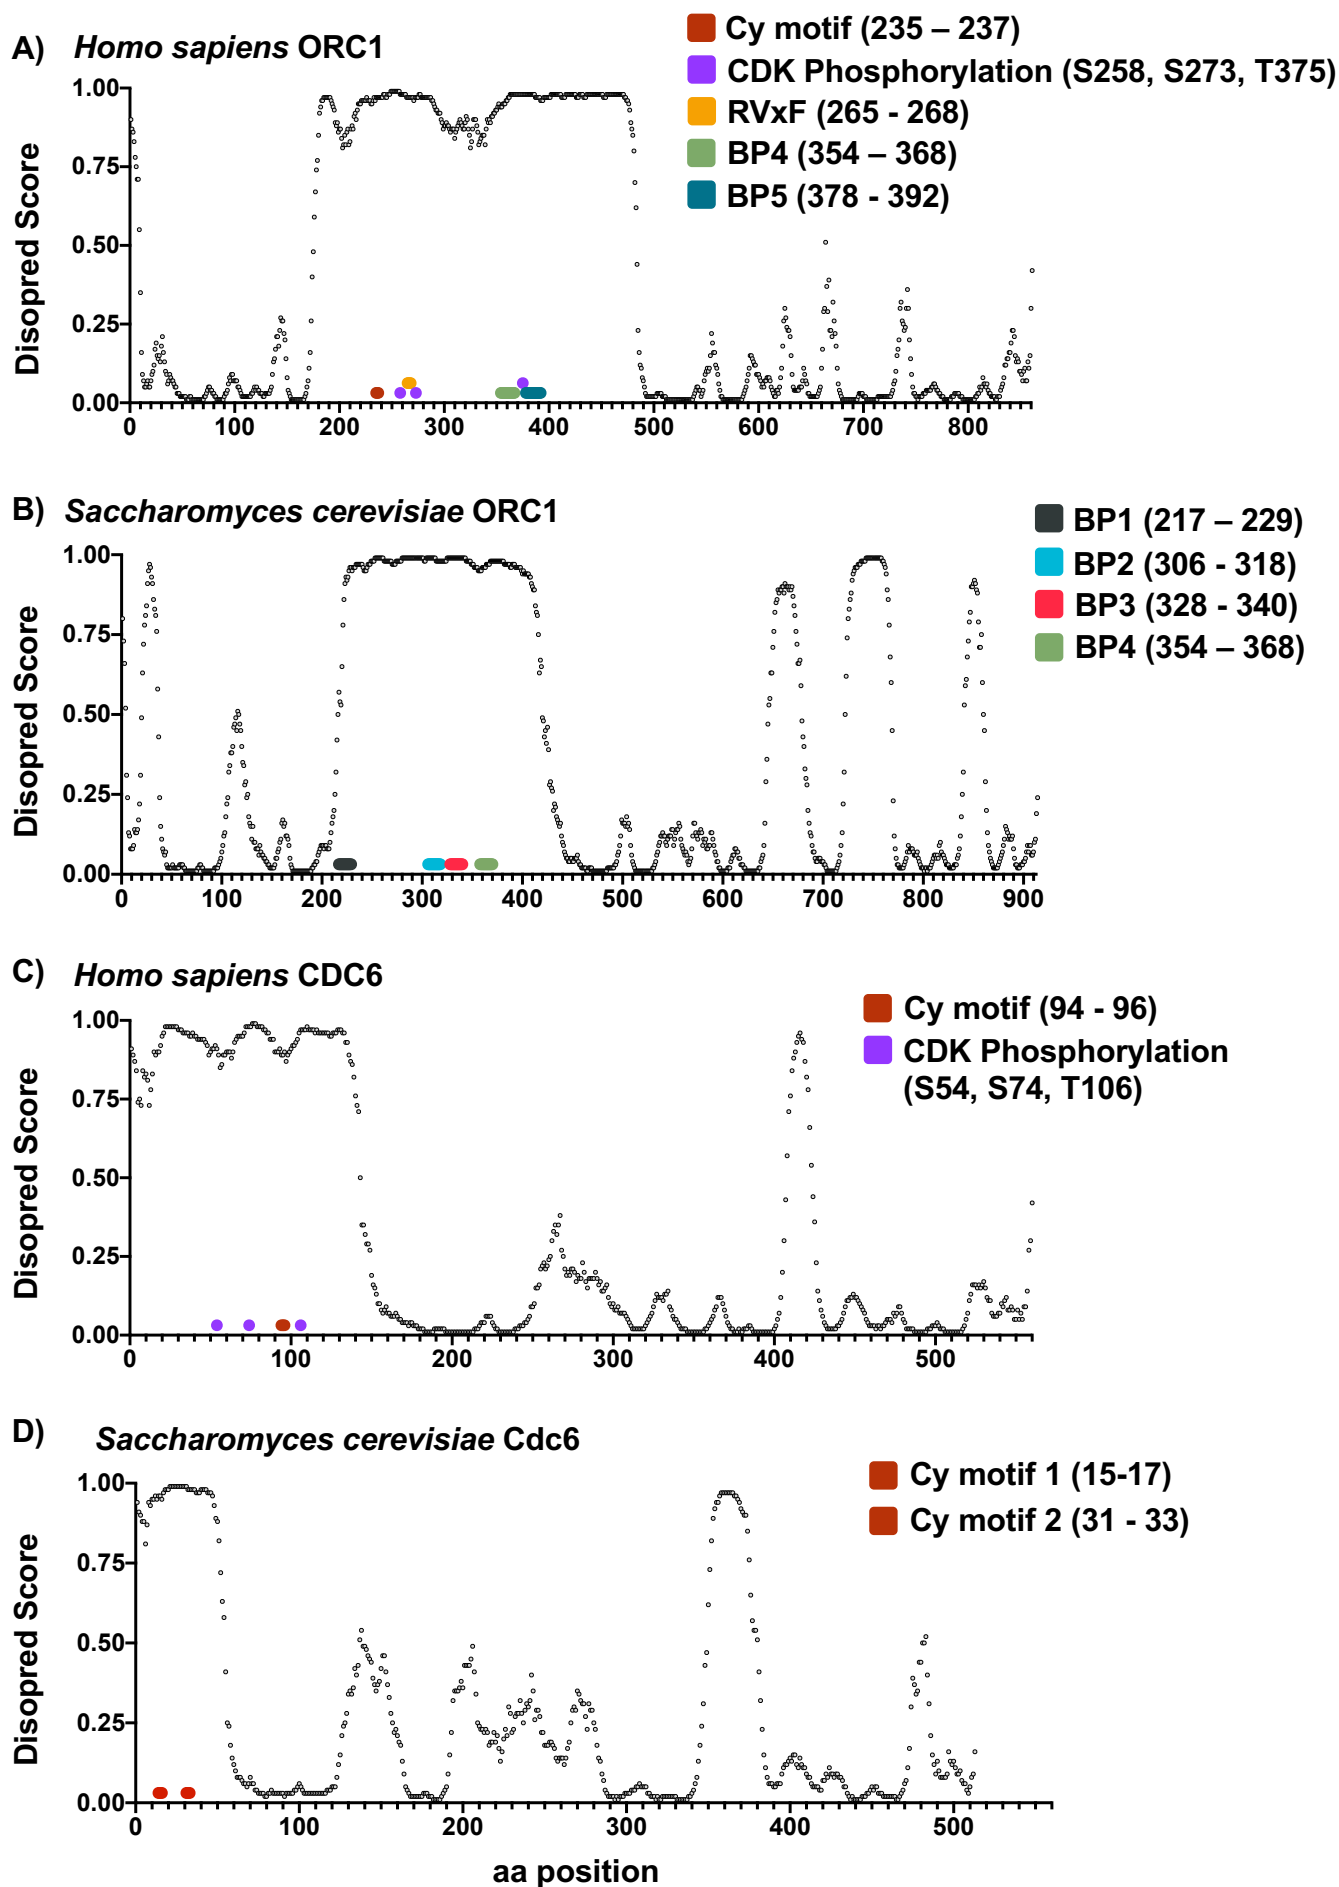 A) Homo sapiens ORC1
Cy motif (235 – 237)
CDK Phosphorylation (S258, S273, T375)
RVxF (265 - 268)
BP4 (354 – 368)
BP5 (378 - 392)
Disopred Score
1.00
0.75
0.50
0.25
0.00
0 100 200 300 400 500 600 700 800
B) Saccharomyces cerevisiae ORC1
BP1 (217 – 229)
BP2 (306 - 318)
BP3 (328 - 340)
BP4 (354 – 368)
Disopred Score
1.00
0.75
0.50
0.25
0.00
0 100 200 300 400 500 600 700 800 900
C) Homo sapiens CDC6
Cy motif (94 - 96)
CDK Phosphorylation
(S54, S74, T106)
Disopred Score
1.00
0.75
0.50
0.25
0.00
0 100 200 300 400 500
D) Saccharomyces cerevisiae Cdc6
Cy motif 1 (15-17)
Cy motif 2 (31 - 33)
Disopred Score
1.00
0.75
0.50
0.25
0.00
0 100 200 300 400 500
aa position